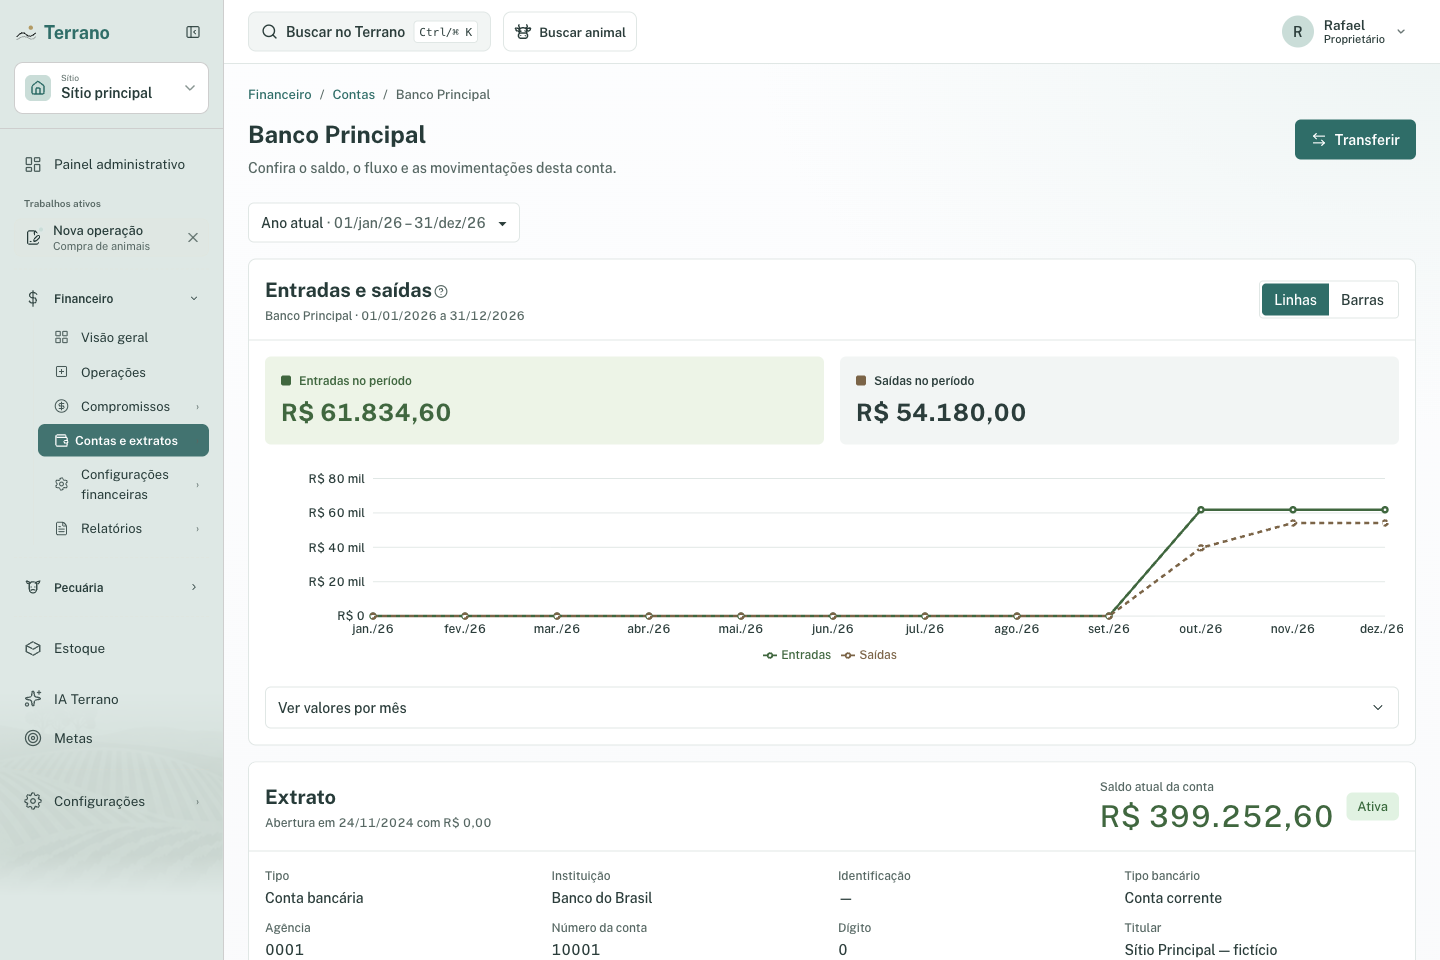 Terrano
Sítio
Sítio principal
Painel administrativo
Trabalhos ativos
Nova operação
Compra de animais
Financeiro
Visão geral
Operações
Compromissos
Contas e extratos
Configurações
financeiras
Relatórios
Pecuária
Estoque
IA Terrano
Metas
Configurações
Buscar no Terrano Ctrl/⌘ K
Buscar animal
R
Rafael
Proprietário
Financeiro / Contas / Banco Principal
Banco Principal
Confira o saldo, o fluxo e as movimentações desta conta.
Transferir
Ano atual · 01/jan/26 – 31/dez/26
Entradas e saídas
Banco Principal · 01/01/2026 a 31/12/2026
Linhas Barras
Entradas no período
R$ 61.834,60
Saídas no período
R$ 54.180,00
R$ 80 mil
R$ 60 mil
R$ 40 mil
R$ 20 mil
R$ 0
jan./26 fev./26 mar./26 abr./26 mai./26 jun./26 jul./26 ago./26 set./26 out./26 nov./26 dez./26
Entradas Saídas
Ver valores por mês
Extrato
Abertura em 24/11/2024 com R$ 0,00
Saldo atual da conta
R$ 399.252,60
Ativa
Tipo Instituição Identificação Tipo bancário
Conta bancária Banco do Brasil — Conta corrente
Agência Número da conta Dígito Titular
0001 10001 0 Sítio Principal — fictício